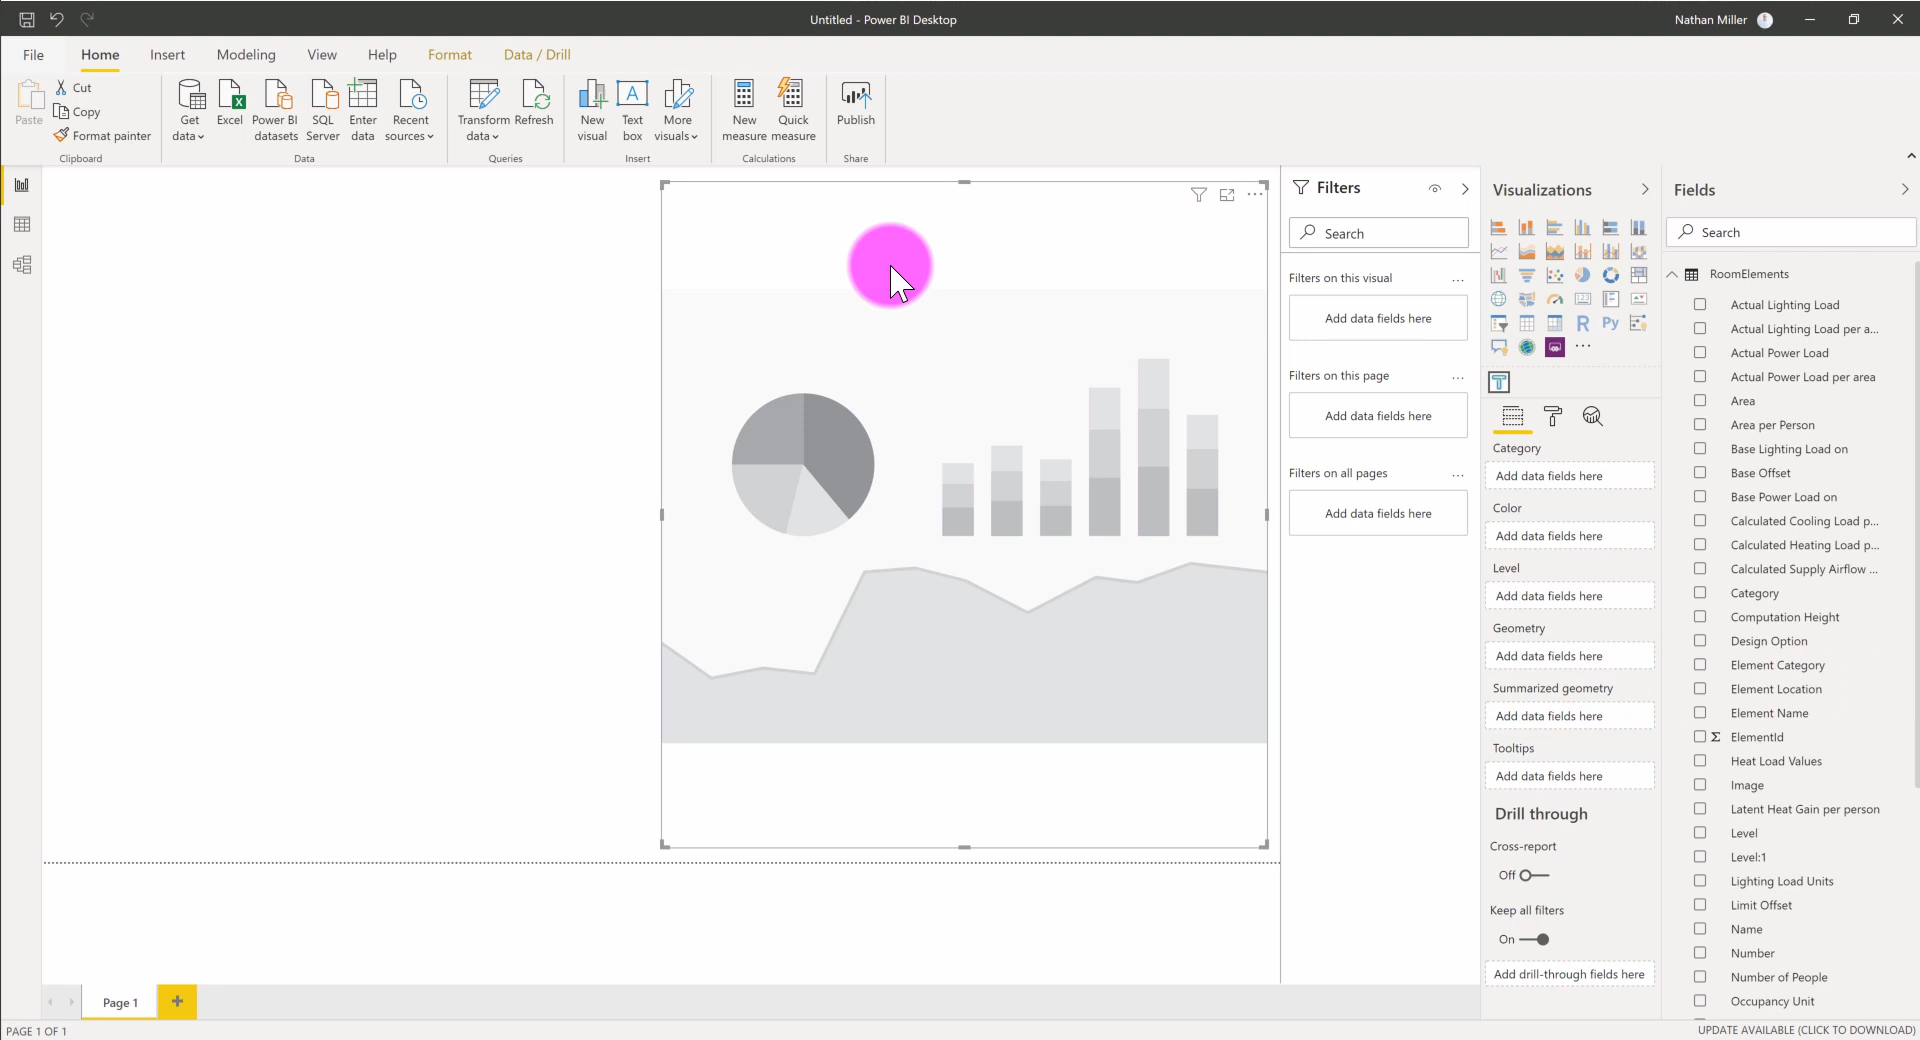 Untitled - Power BI Desktop
Nathan Miller
File
Home
Insert
Modeling
View
Help
Format
Data / Drill
Paste
Cut
Copy
Format painter
Clipboard
Get
data
Excel
Power BI
datasets
SQL
Server
Enter
data
Recent
sources
Data
Transform
data
Refresh
Queries
New
visual
A
Text
box
More
visuals
Insert
New
measure
Quick
measure
Calculations
Publish
Share
Filters
Search
Filters on this visual
Add data fields here
Filters on this page
Add data fields here
Filters on all pages
Add data fields here
Visualizations
123
R
Py
Category
Add data fields here
Color
Add data fields here
Level
Add data fields here
Geometry
Add data fields here
Summarized geometry
Add data fields here
Tooltips
Add data fields here
Drill through
Cross-report
Off
Keep all filters
On
Add drill-through fields here
Fields
Search
RoomElements
Actual Lighting Load
Actual Lighting Load per a...
Actual Power Load
Actual Power Load per area
Area
Area per Person
Base Lighting Load on
Base Offset
Base Power Load on
Calculated Cooling Load p...
Calculated Heating Load p...
Calculated Supply Airflow ...
Category
Computation Height
Design Option
Element Category
Element Location
Element Name
Σ ElementId
Heat Load Values
Image
Latent Heat Gain per person
Level
Level:1
Lighting Load Units
Limit Offset
Name
Number
Number of People
Occupancy Unit
Page 1
PAGE 1 OF 1
UPDATE AVAILABLE (CLICK TO DOWNLOAD)